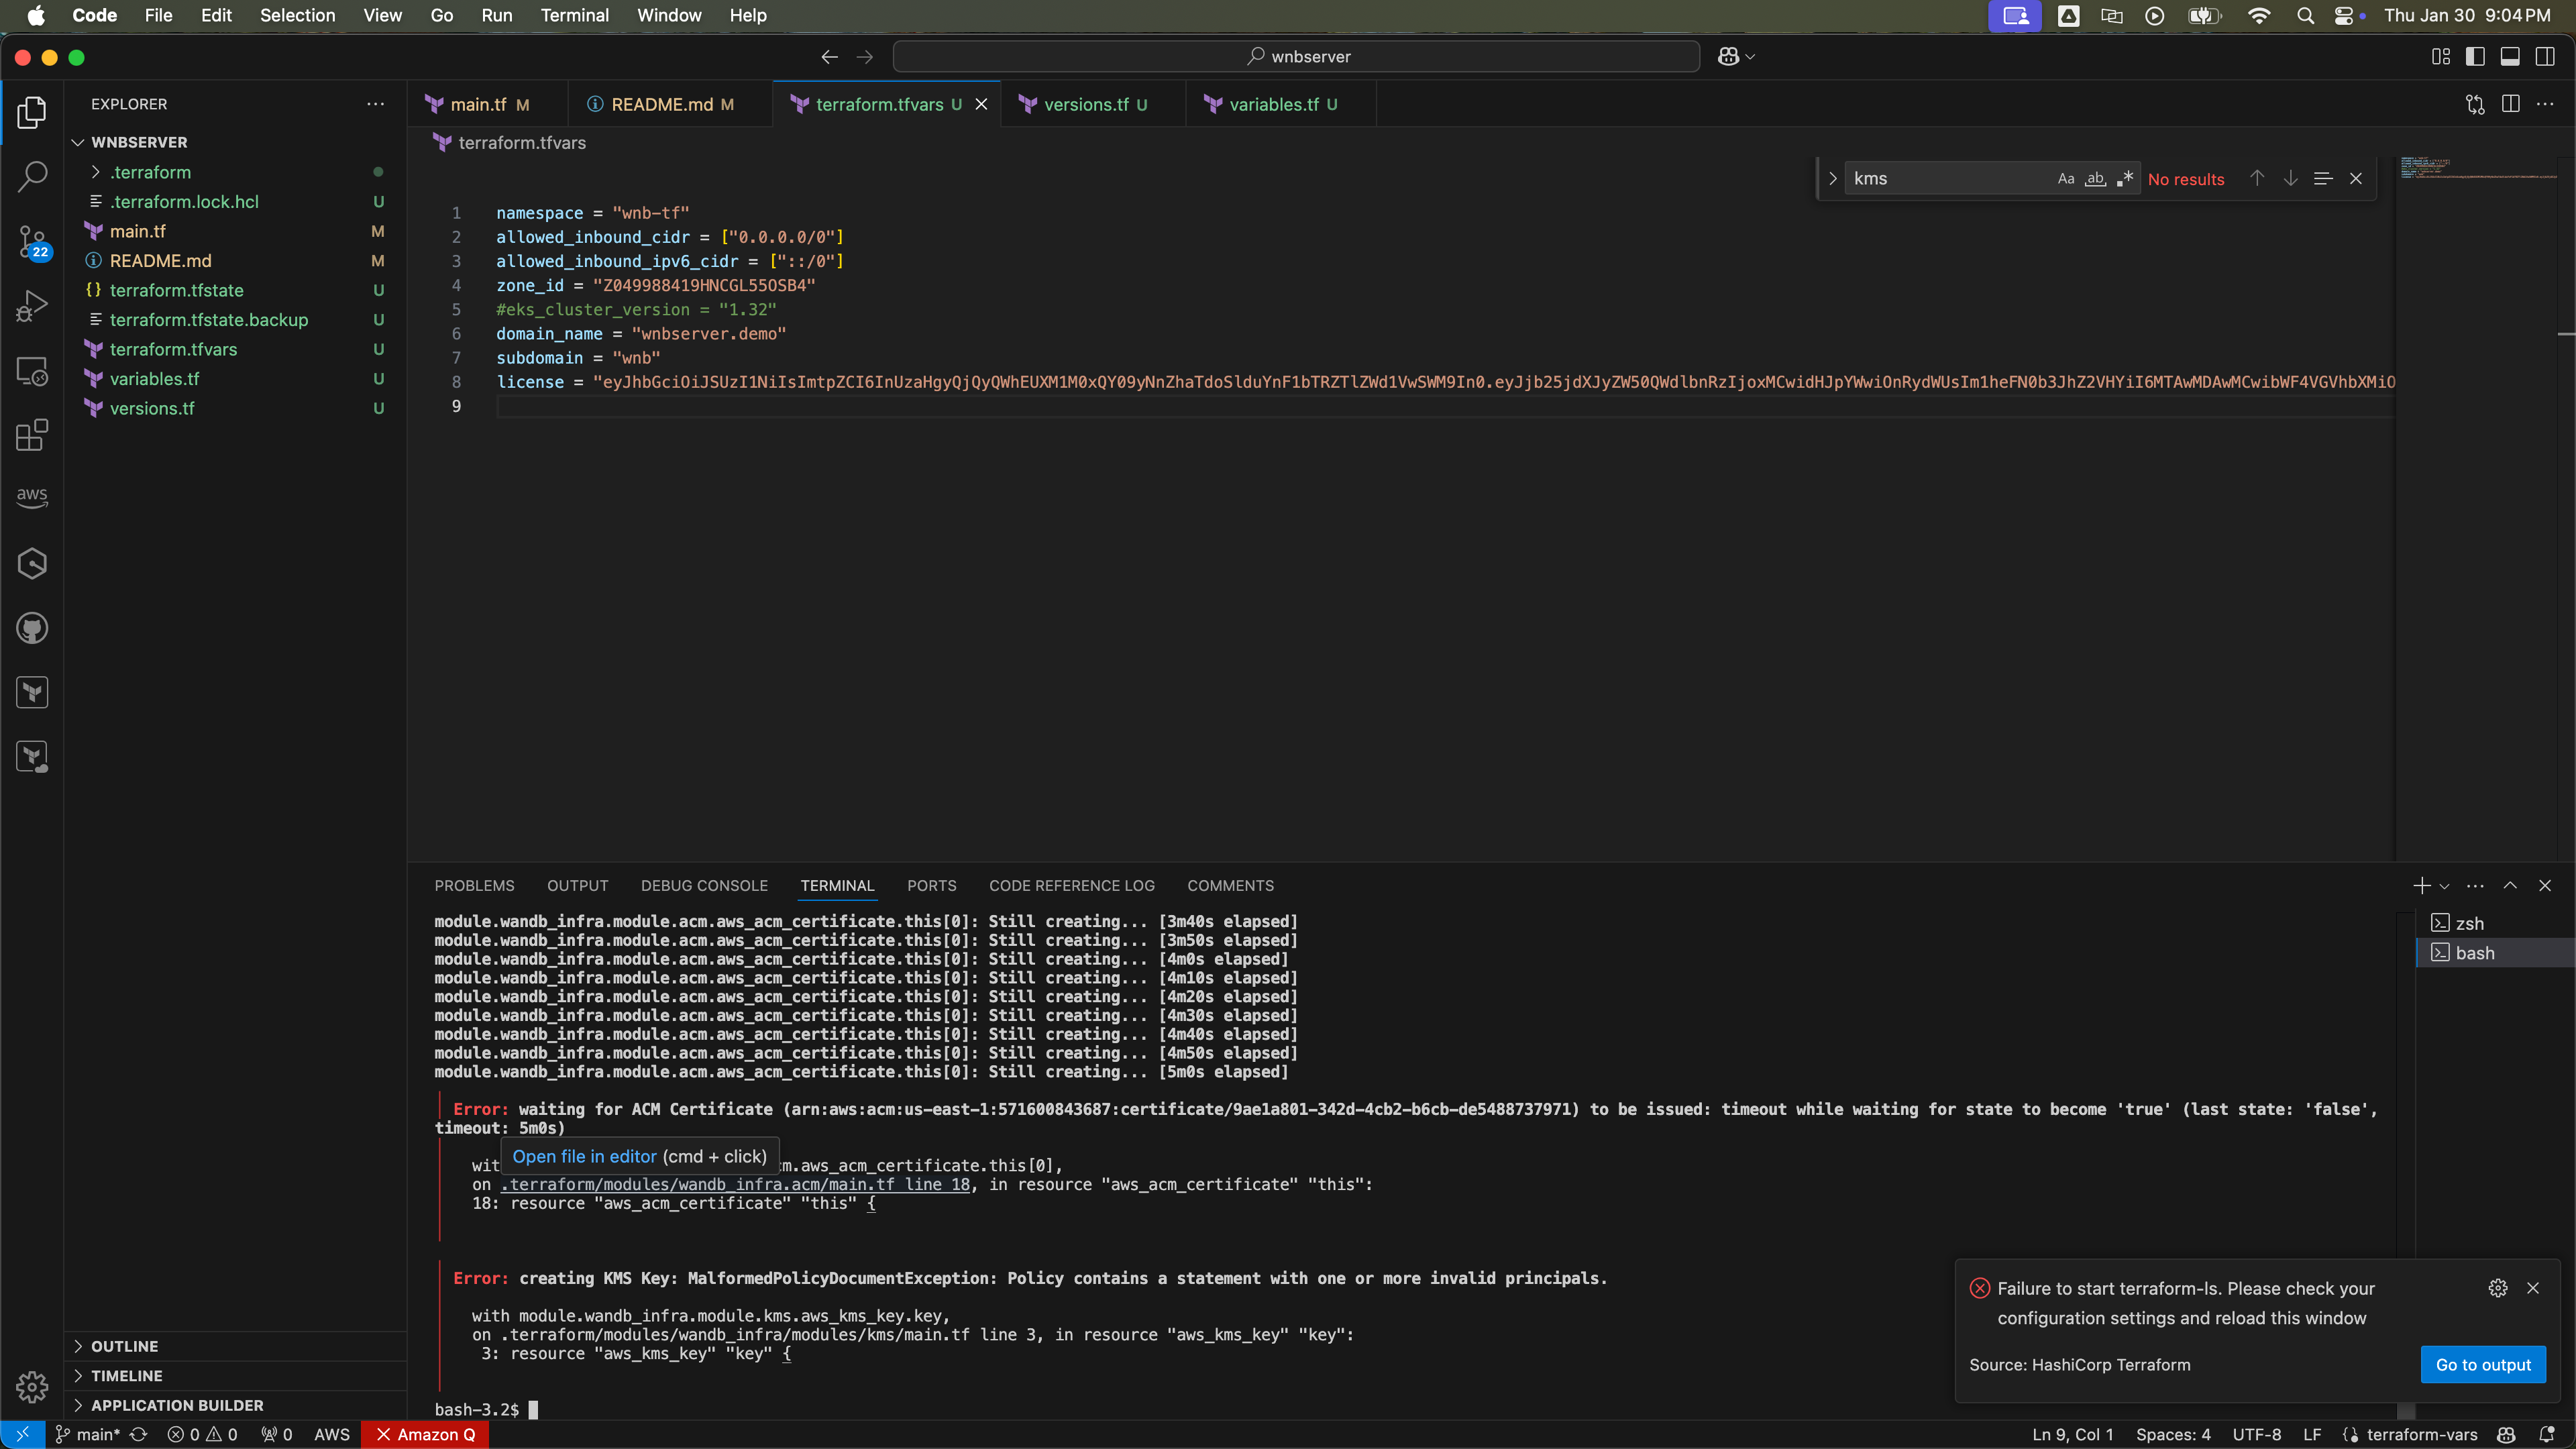 Code File Edit Selection View Go Run Terminal Window Help
Thu Jan 30 9:04 PM
wnbserver
EXPLORER
WNBSERVER
.terraform
.terraform.lock.hcl U
main.tf M
README.md M
terraform.tfstate U
terraform.tfstate.backup U
terraform.tfvars U
variables.tf U
versions.tf U
22
aws
OUTLINE
TIMELINE
APPLICATION BUILDER
main.tf M README.md M terraform.tfvars U versions.tf U variables.tf U
terraform.tfvars
kms Aa ab No results
1 namespace = "wnb-tf"
2 allowed_inbound_cidr = ["0.0.0.0/0"]
3 allowed_inbound_ipv6_cidr = ["::/0"]
4 zone_id = "Z049988419HNCGL55OSB4"
5 #eks_cluster_version = "1.32"
6 domain_name = "wnbserver.demo"
7 subdomain = "wnb"
8 license =
9
PROBLEMS OUTPUT DEBUG CONSOLE TERMINAL PORTS CODE REFERENCE LOG COMMENTS
zsh
bash
module.wandb_infra.module.acm.aws_acm_certificate.this[0]: Still creating... [3m40s elapsed]
module.wandb_infra.module.acm.aws_acm_certificate.this[0]: Still creating... [3m50s elapsed]
module.wandb_infra.module.acm.aws_acm_certificate.this[0]: Still creating... [4m0s elapsed]
module.wandb_infra.module.acm.aws_acm_certificate.this[0]: Still creating... [4m10s elapsed]
module.wandb_infra.module.acm.aws_acm_certificate.this[0]: Still creating... [4m20s elapsed]
module.wandb_infra.module.acm.aws_acm_certificate.this[0]: Still creating... [4m30s elapsed]
module.wandb_infra.module.acm.aws_acm_certificate.this[0]: Still creating... [4m40s elapsed]
module.wandb_infra.module.acm.aws_acm_certificate.this[0]: Still creating... [4m50s elapsed]
module.wandb_infra.module.acm.aws_acm_certificate.this[0]: Still creating... [5m0s elapsed]
Error: waiting for ACM Certificate (arn:aws:acm:us-east-1:571600843687:certificate/9ae1a801-342d-4cb2-b6cb-de5488737971) to be issued: timeout while waiting for state to become 'true' (last state: 'false',
timeout: 5m0s)
Open file in editor (cmd + click)
wit m.aws_acm_certificate.this[0],
on .terraform/modules/wandb_infra.acm/main.tf line 18, in resource "aws_acm_certificate" "this":
18: resource "aws_acm_certificate" "this" {
Error: creating KMS Key: MalformedPolicyDocumentException: Policy contains a statement with one or more invalid principals.
with module.wandb_infra.module.kms.aws_kms_key.key,
on .terraform/modules/wandb_infra/modules/kms/main.tf line 3, in resource "aws_kms_key" "key":
3: resource "aws_kms_key" "key" {
bash-3.2$
Failure to start terraform-ls. Please check your
configuration settings and reload this window
Source: HashiCorp Terraform
Go to output
main* 0 0 0 AWS Amazon Q
Ln 9, Col 1 Spaces: 4 UTF-8 LF terraform-vars